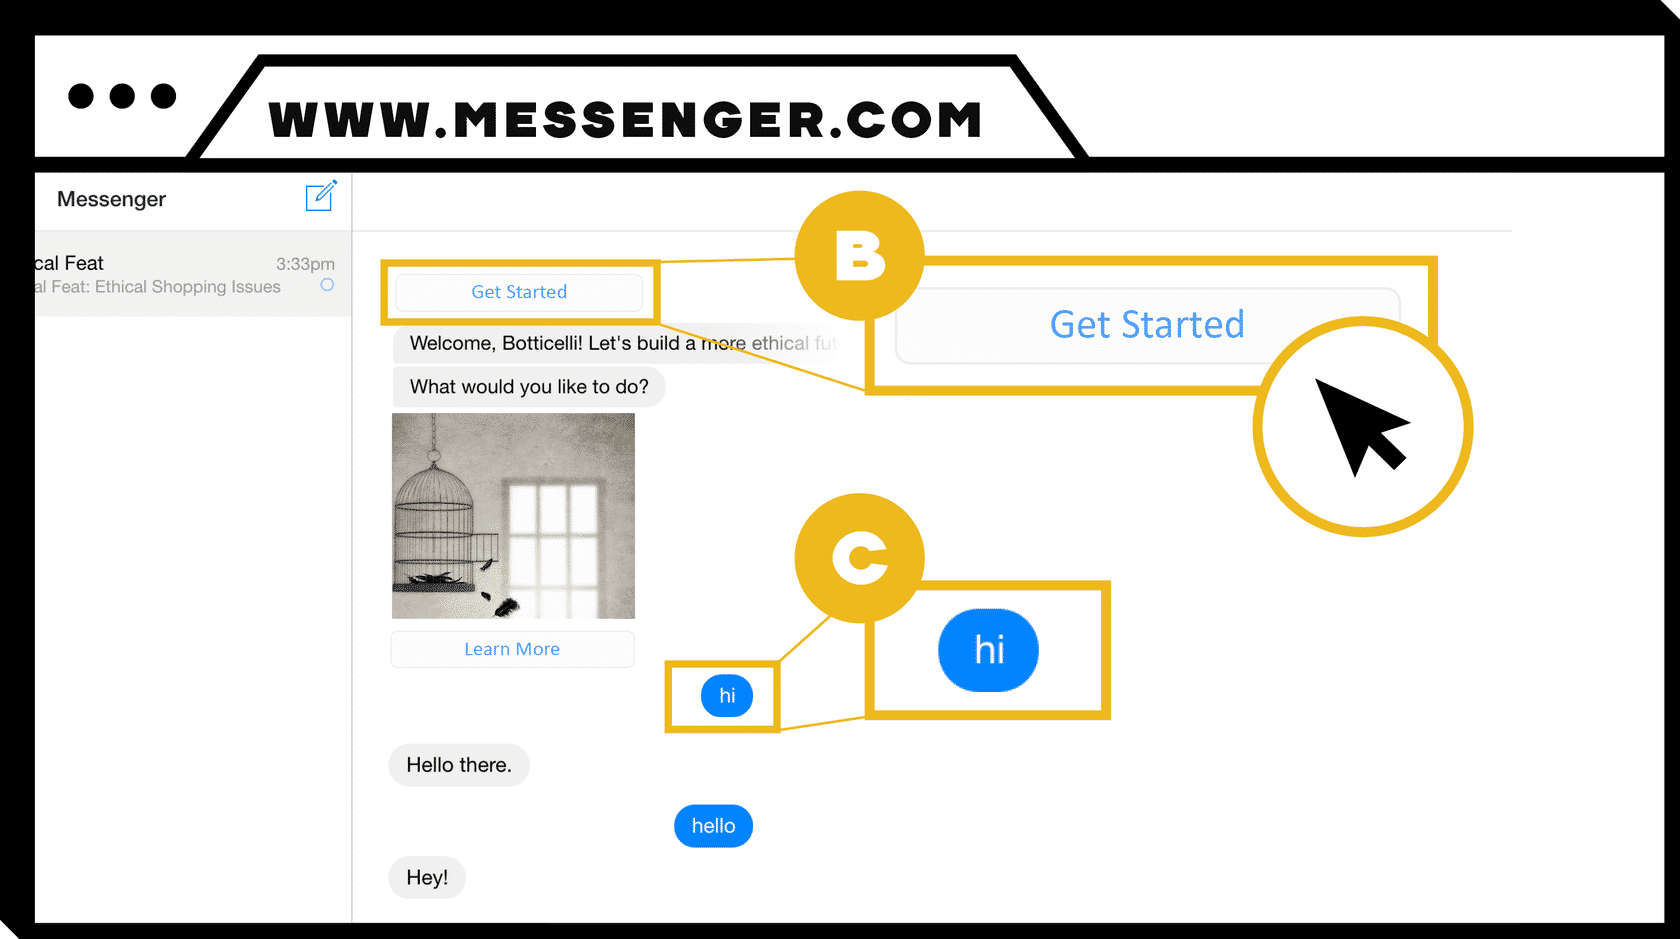 WWW.MESSENGER.COM
Messenger
cal Feat
3:33pm
al Feat: Ethical Shopping Issues
Get Started
Welcome, Botticelli! Let's build a more ethical fut
What would you like to do?
Learn More
hi
Hello there.
hello
Hey!
B
Get Started
C
hi